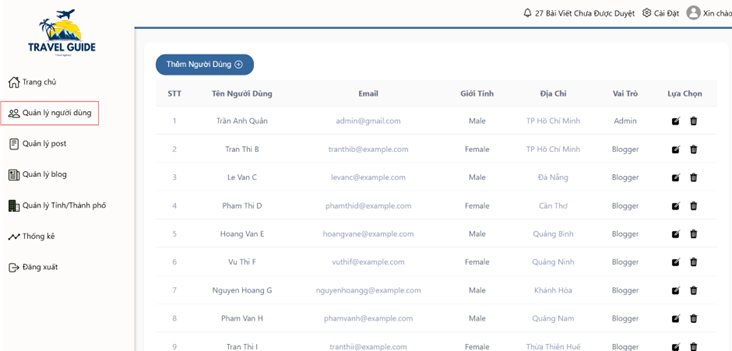 27 Bài Viết Chưa Được Duyệt Cài Đặt Xin chào
TRAVEL GUIDE
Trang chủ
Quản lý người dùng
Quản lý post
Quản lý blog
Quản lý Tỉnh/Thành phố
Thống kê
Đăng xuất
Thêm Người Dùng
STT Tên Người Dùng Email Giới Tính Địa Chỉ Vai Trò Lựa Chọn
1 Trần Anh Quân admin@gmail.com Male TP Hồ Chí Minh Admin
2 Tran Thi B tranthib@example.com Female TP Hồ Chí Minh Blogger
3 Le Van C levanc@example.com Male Đà Nẵng Blogger
4 Pham Thi D phamthid@example.com Female Cần Thơ Blogger
5 Hoang Van E hoangvane@example.com Male Quảng Bình Blogger
6 Vu Thi F vuthif@example.com Female Quảng Ninh Blogger
7 Nguyen Hoang G nguyenhoangg@example.com Male Khánh Hòa Blogger
8 Pham Van H phamvanh@example.com Male Quảng Nam Blogger
9 Tran Thi I tranthii@example.com Female Thừa Thiên Huế Blogger